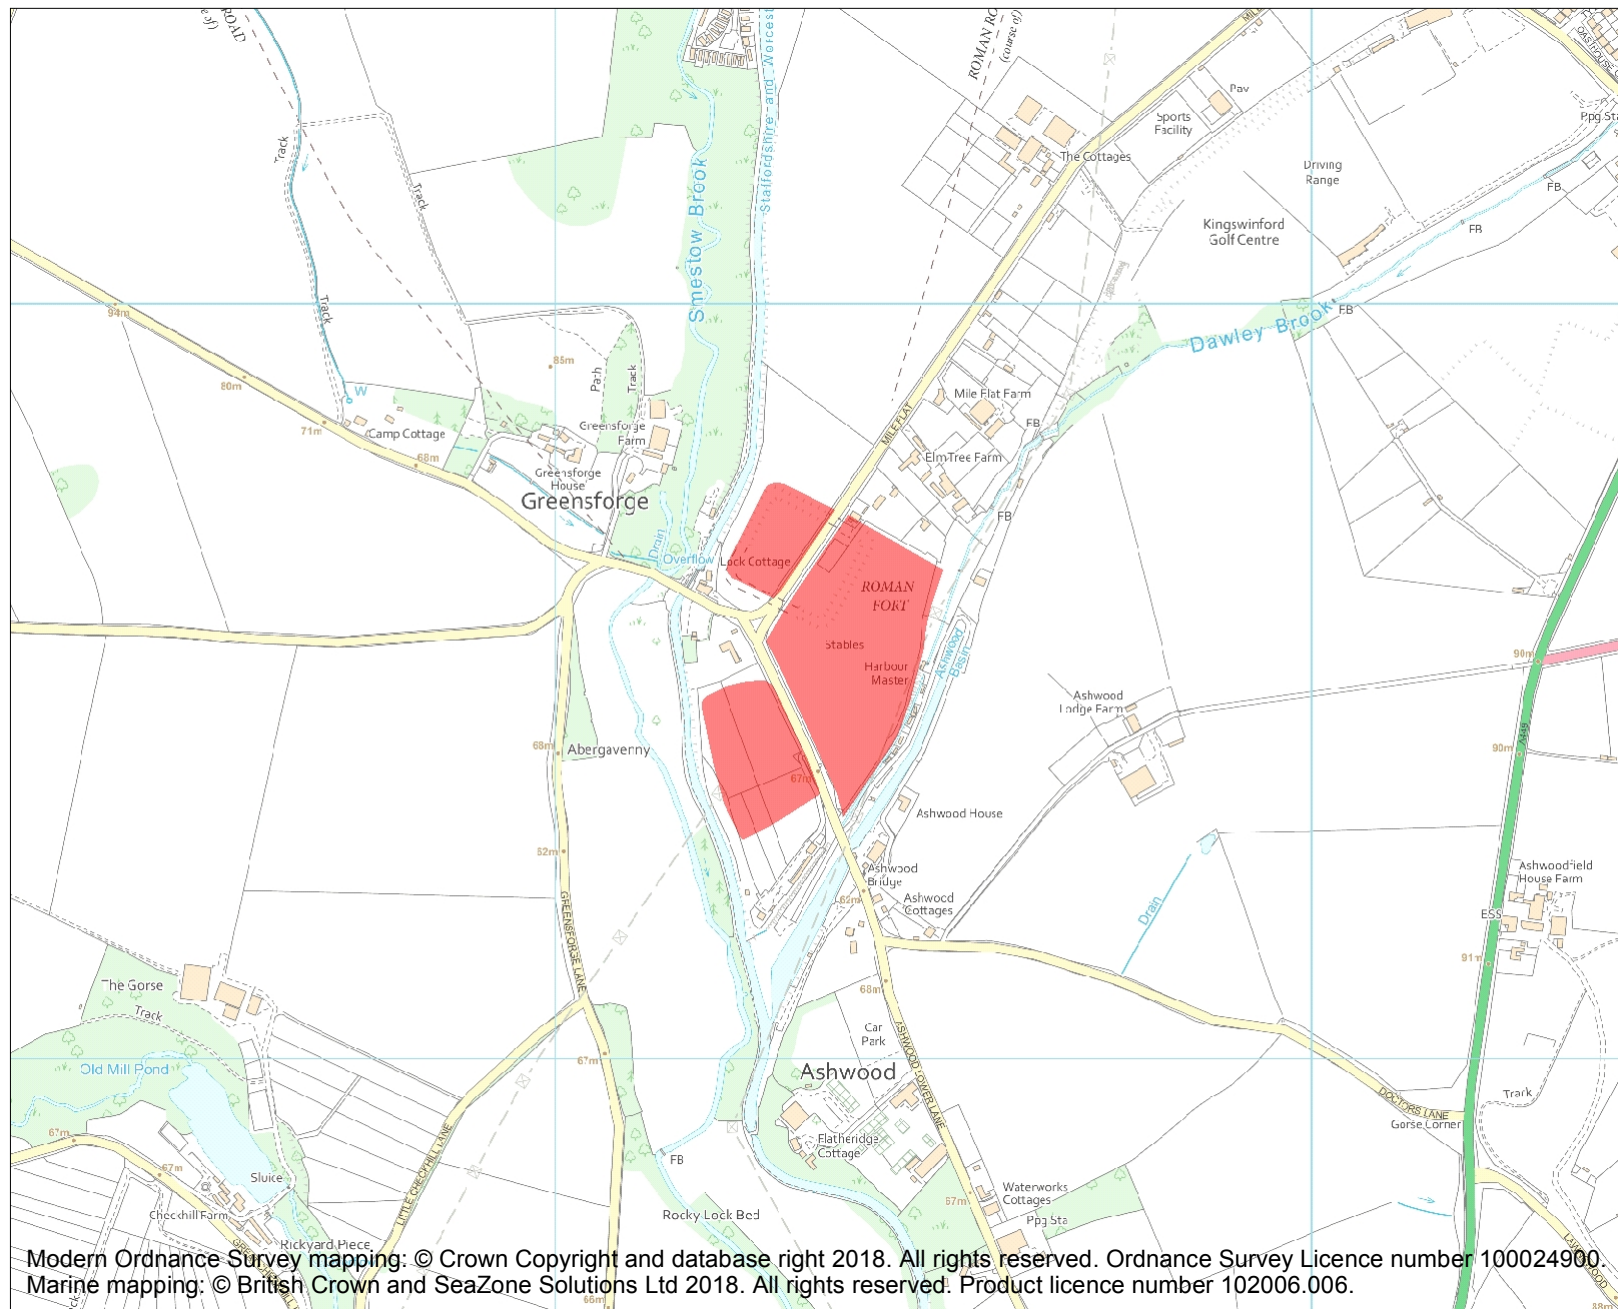 ROAD
ROMAN RO
(course of)
Staffordshire and Worcest
Smestow Brook
Pav
Sports
Facility
The Cottages
Driving
Range
Ppg Sta
FB
FB
Kingswinford
Golf Centre
Track
Track
Track
FB
Dawley Brook
94m
85m
80m
Path
Track
W
71m
Camp Cottage
68m
Greensforge
Farm
Greensforge
House
Greensforge
MILE FLAT
Mile Flat Farm
FB
Elm Tree Farm
FB
Drain
Overflow
Lock Cottage
ROMAN
FORT
Stables
Harbour
Master
Ashwood
Basin
90m
Ashwood
Lodge Farm
A449
90m
68m
Abergavenny
67m
Ashwood House
62m
Ashwood
Bridge
62m
Ashwood
Cottages
Drain
Ashwoodfield
House Farm
ESS
91m
GREENSFORGE LANE
The Gorse
Track
68m
Car
Park
ASHWOOD LOWER LANE
Old Mill Pond
67m
Ashwood
Track
DOCTORS LANE
Gorse Corner
67m
LITTLE CHECKHILL LANE
Flatheridge
Cottage
FB
67m
Sluice
67m
Waterworks
Cottages
Checkhill Farm
Rocky Lock Bed
Ppg Sta
Rickyard Piece
Modern Ordnance Survey mapping: © Crown Copyright and database right 2018. All rights reserved. Ordnance Survey Licence number 100024900.
Marine mapping: © British Crown and SeaZone Solutions Ltd 2018. All rights reserved. Product licence number 102006.006.
66m